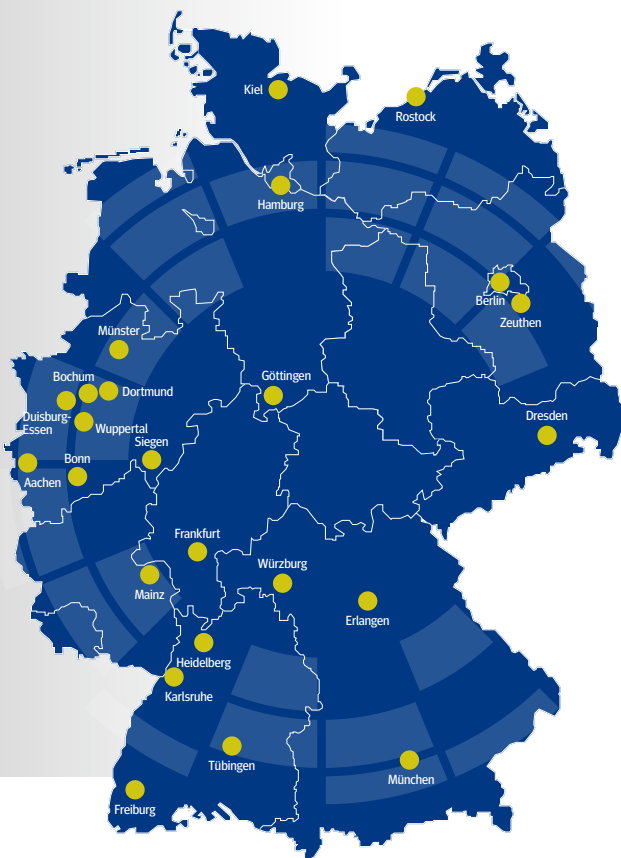 Kiel
Rostock
Hamburg
Berlin
Zeuthen
Münster
Bochum
Dortmund
Göttingen
Duisburg-
Essen
Wuppertal
Dresden
Siegen
Bonn
Aachen
Frankfurt
Würzburg
Mainz
Erlangen
Heidelberg
Karlsruhe
Tübingen
München
Freiburg